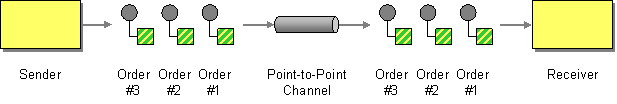 Sender
Order
#3
Order
#2
Order
#1
Point-to-Point
Channel
Order
#3
Order
#2
Order
#1
Receiver